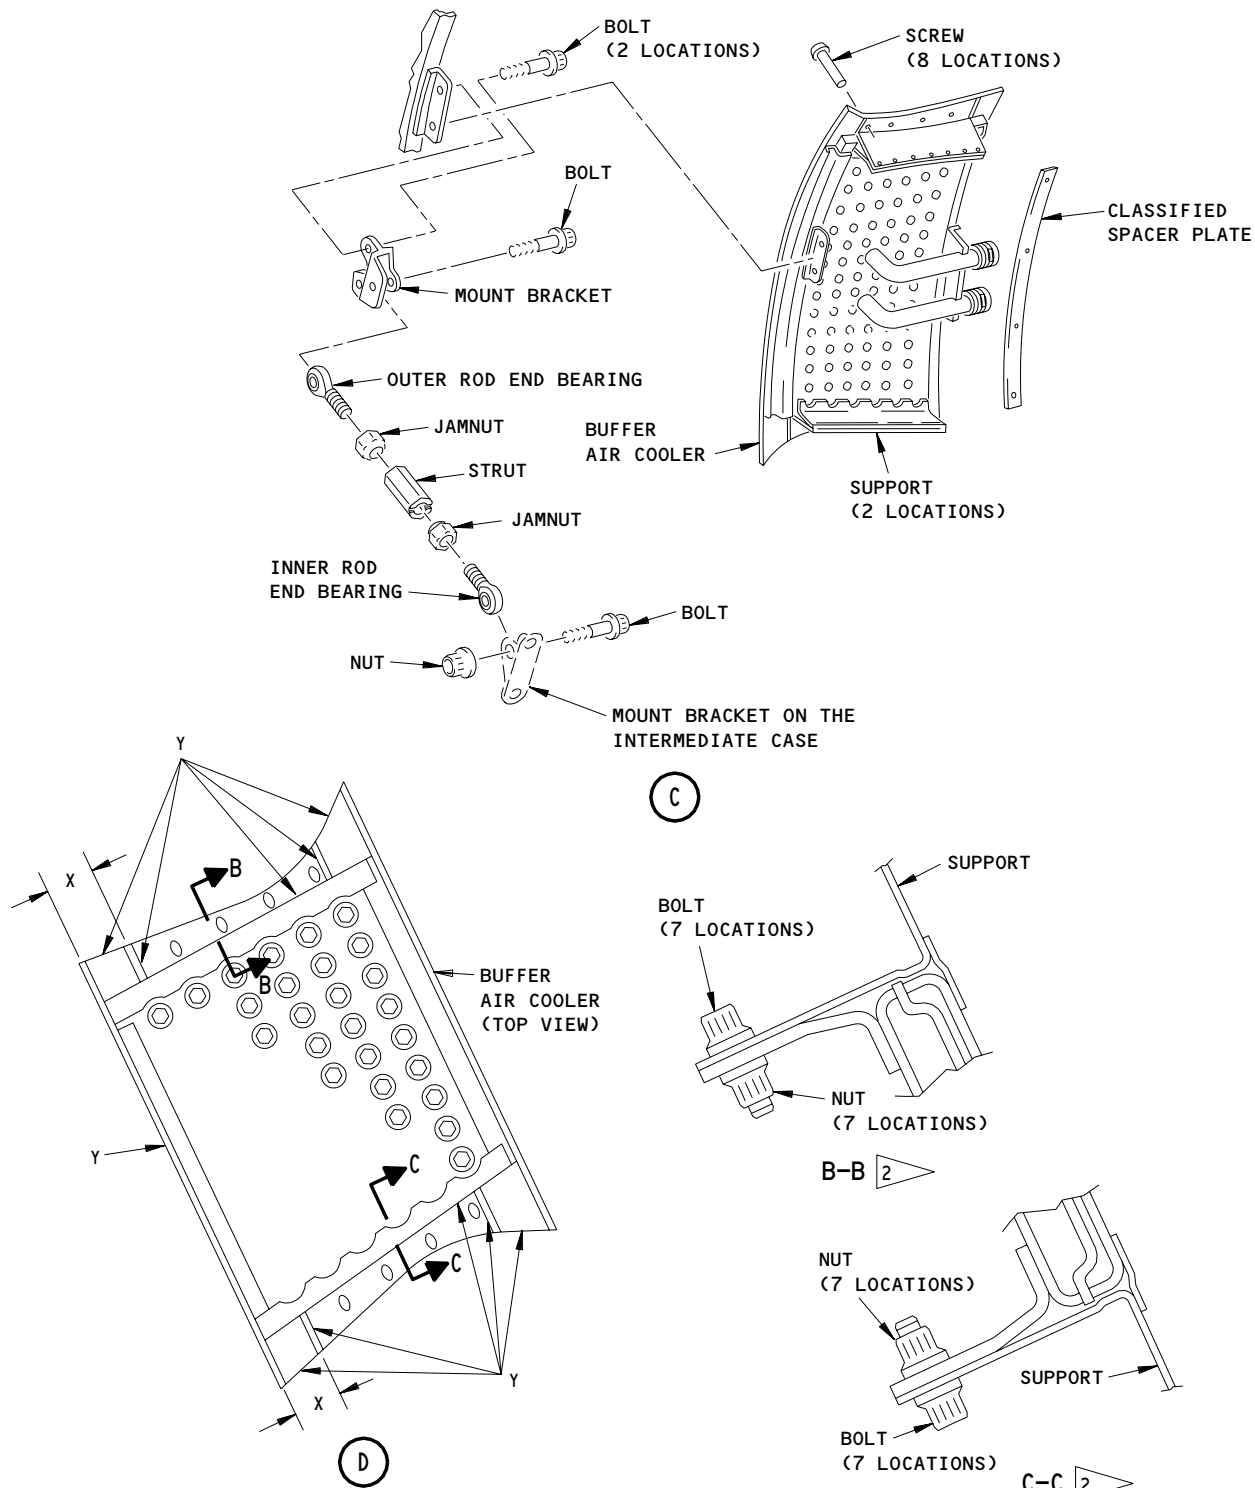 BOLT
(2 LOCATIONS)
SCREW
(8 LOCATIONS)
BOLT
CLASSIFIED
SPACER PLATE
MOUNT BRACKET
OUTER ROD END BEARING
JAMNUT
BUFFER
AIR COOLER
STRUT
SUPPORT
(2 LOCATIONS)
JAMNUT
INNER ROD
END BEARING
BOLT
NUT
MOUNT BRACKET ON THE
INTERMEDIATE CASE
C
Y
X
B
B
BUFFER
AIR COOLER
(TOP VIEW)
Y
C
C
Y
X
D
SUPPORT
BOLT
(7 LOCATIONS)
NUT
(7 LOCATIONS)
B-B 2
NUT
(7 LOCATIONS)
SUPPORT
BOLT
(7 LOCATIONS)
C-C 2